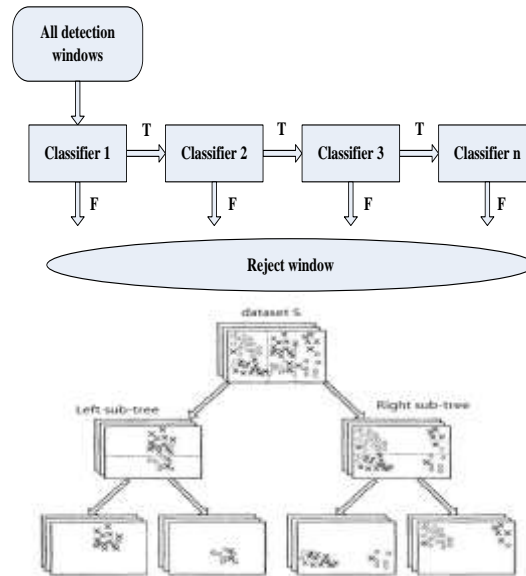 All detection
windows
T
T
T
Classifier 1
Classifier 2
Classifier 3
Classifier n
F
F
F
F
Reject window
dataset S
Left sub-tree
Right sub-tree